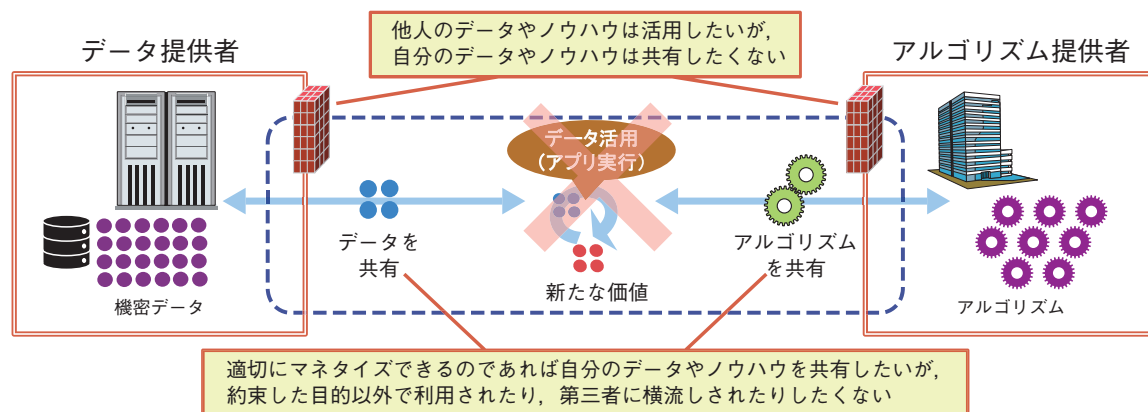 他人のデータやノウハウは活用したいが，
自分のデータやノウハウは共有したくない
データ提供者
アルゴリズム提供者
データ活用
（アプリ実行）
データを
共有
アルゴリズム
を共有
新たな価値
機密データ
アルゴリズム
適切にマネタイズできるのであれば自分のデータやノウハウを共有したいが，
約束した目的以外で利用されたり，第三者に横流しされたりしたくない